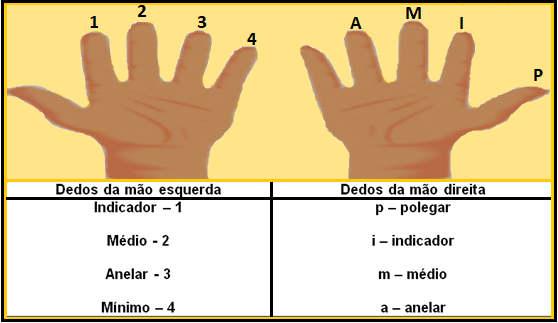 1 2 3 4 A M I P
Dedos da mão esquerda Dedos da mão direita
Indicador – 1 p – polegar
Médio - 2 i – indicador
Anelar - 3 m – médio
Mínimo – 4 a – anelar